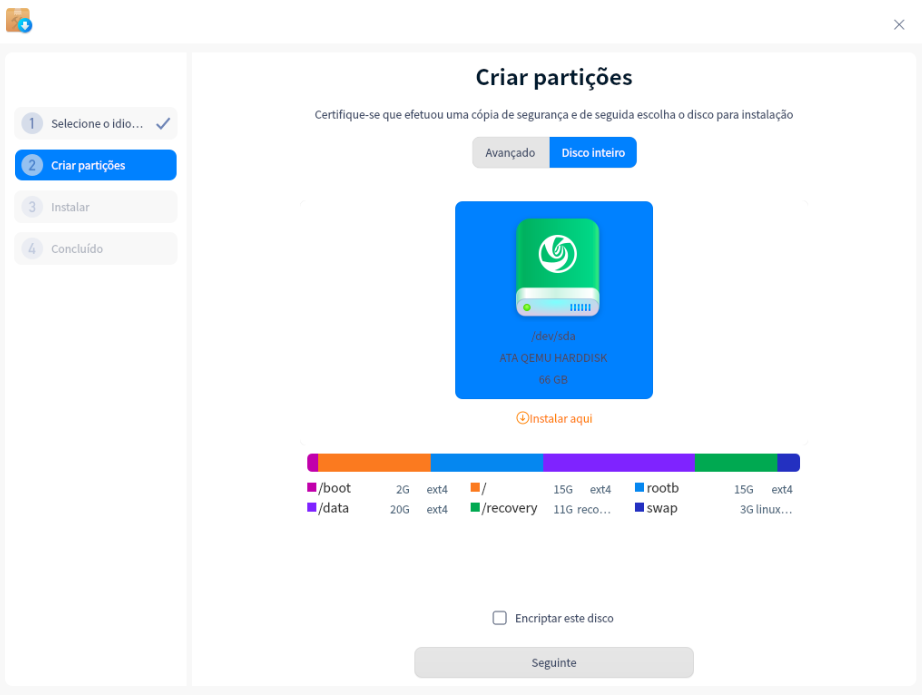 Criar partições
Certifique-se que efetuou uma cópia de segurança e de seguida escolha o disco para instalação
1 Selecione o idio...
2 Criar partições
3 Instalar
4 Concluído
Avançado Disco inteiro
/dev/sda
ATA QEMU HARDDISK
66 GB
Instalar aqui
/boot 2G ext4 / 15G ext4 rootb 15G ext4
/data 20G ext4 /recovery 11G reco... swap 3G linux...
Encriptar este disco
Seguinte